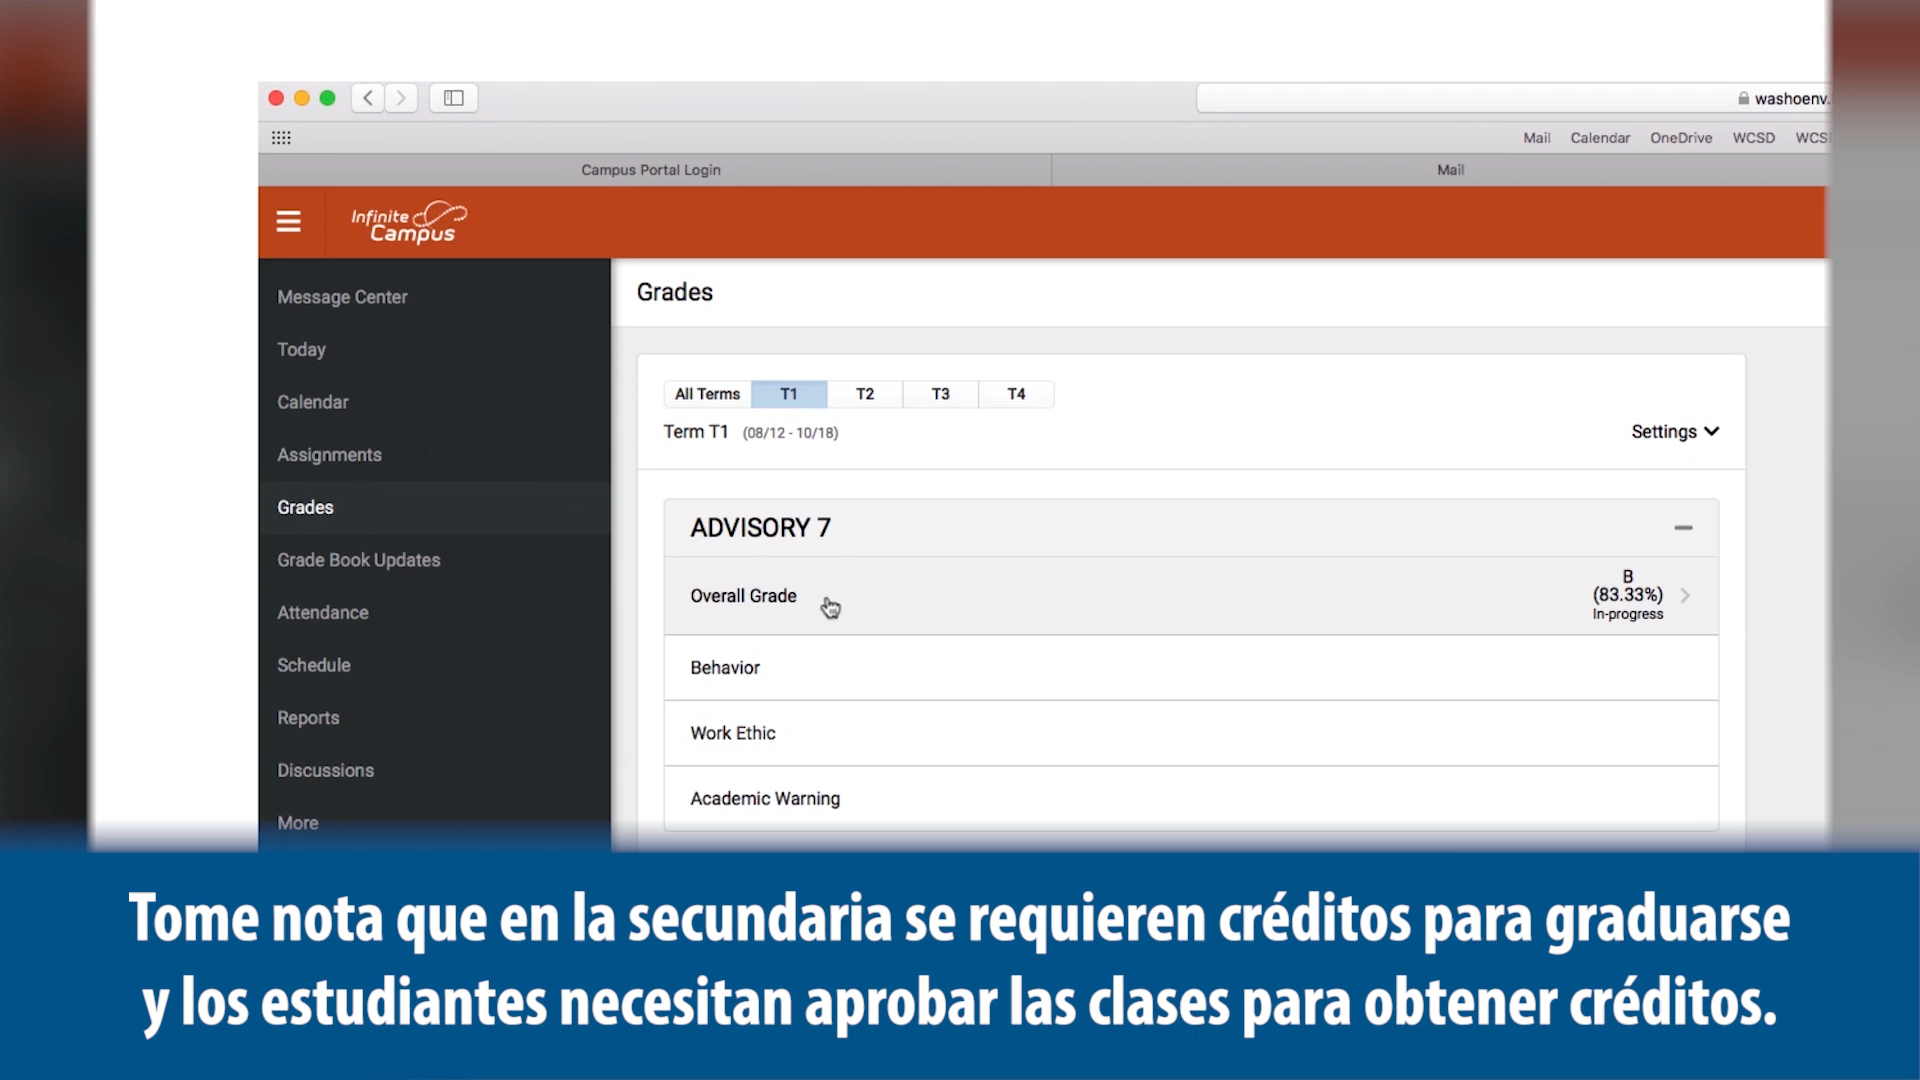 washoenv.
Mail Calendar OneDrive WCSD
Campus Portal Login
Mail
Infinite
Campus
Message Center
Today
Calendar
Assignments
Grades
Grade Book Updates
Attendance
Schedule
Reports
Discussions
More
Grades
All Terms T1 T2 T3 T4
Term T1 (08/12 - 10/18)
Settings
ADVISORY 7
Overall Grade
B
(83.33%)
In-progress
Behavior
Work Ethic
Academic Warning
Tome nota que en la secundaria se requieren créditos para graduarse
y los estudiantes necesitan aprobar las clases para obtener créditos.